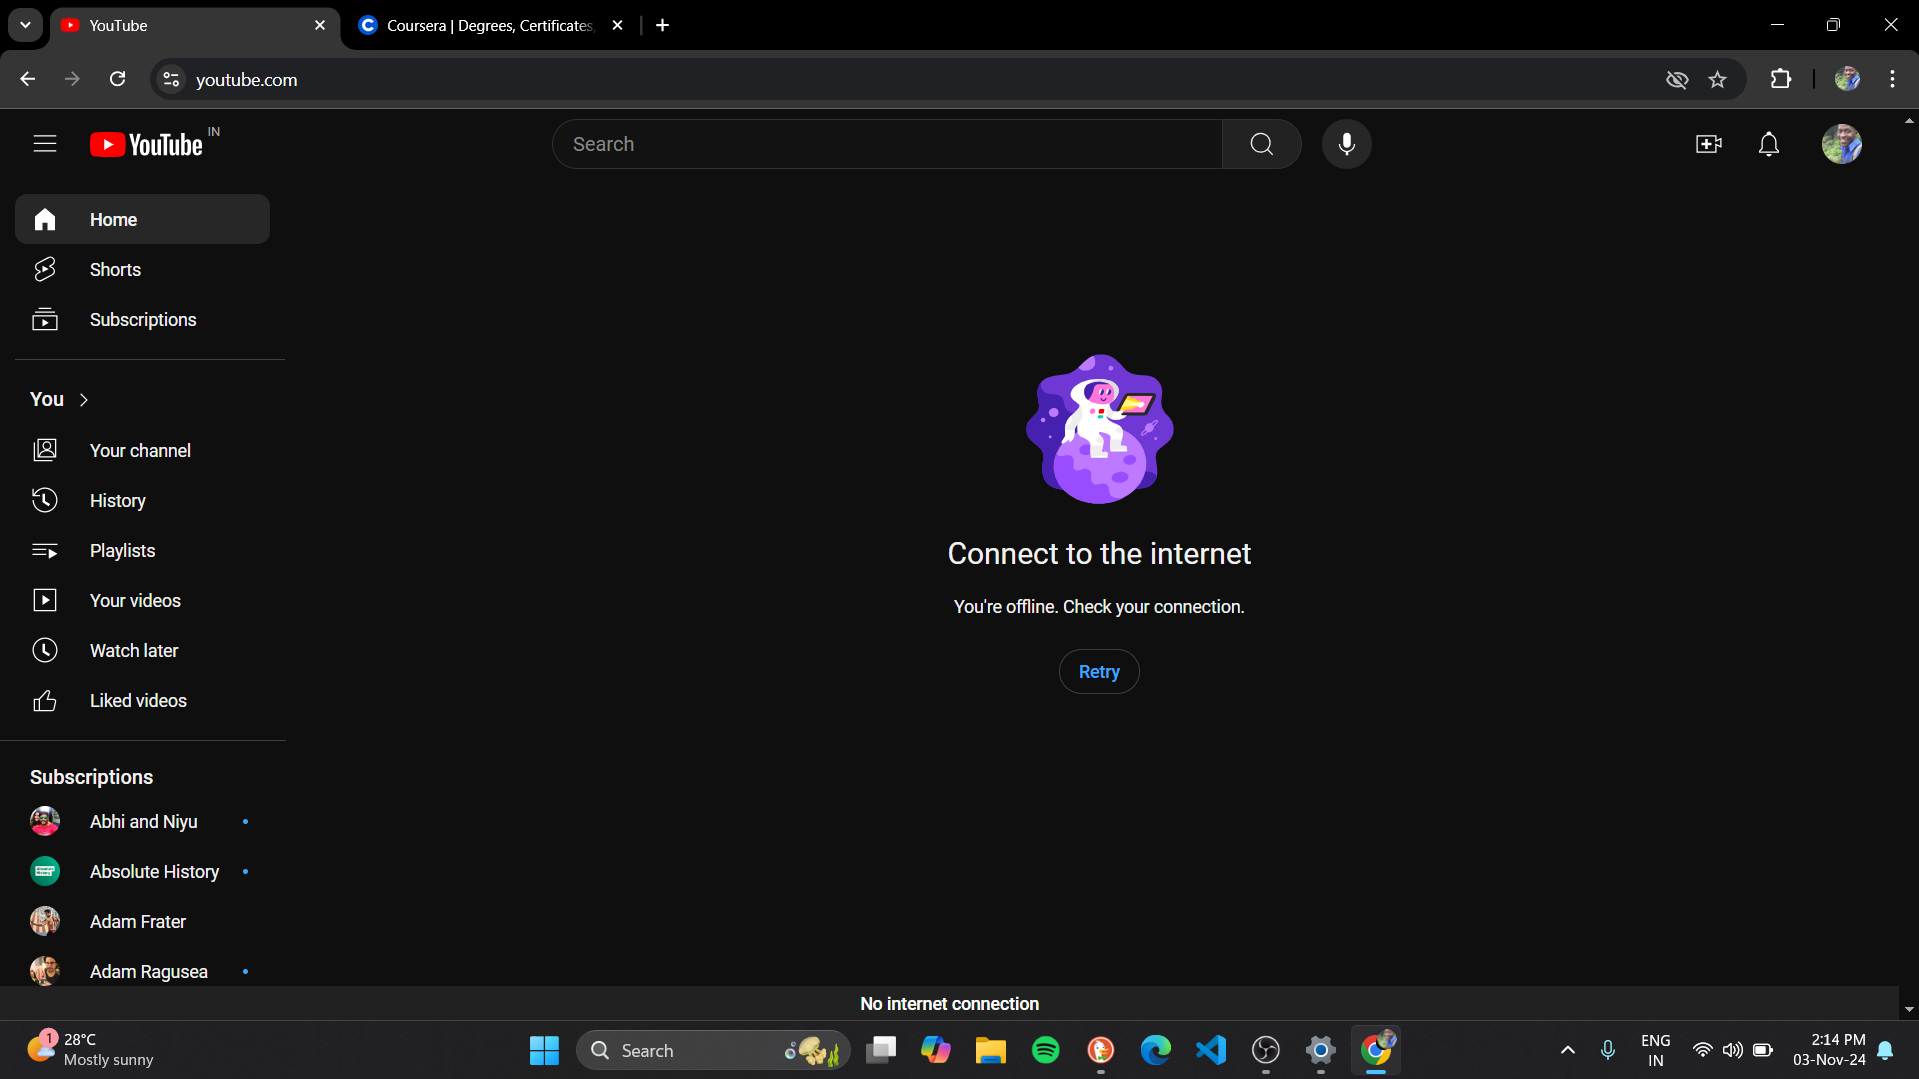 YouTube
Coursera | Degrees, Certificates,
youtube.com
YouTube IN
Search
Home
Shorts
Subscriptions
You
Your channel
History
Playlists
Your videos
Watch later
Liked videos
Subscriptions
Abhi and Niyu
Absolute History
Adam Frater
Adam Ragusea
Connect to the internet
You're offline. Check your connection.
Retry
No internet connection
1
28°C
Mostly sunny
Search
ENG
IN
2:14 PM
03-Nov-24